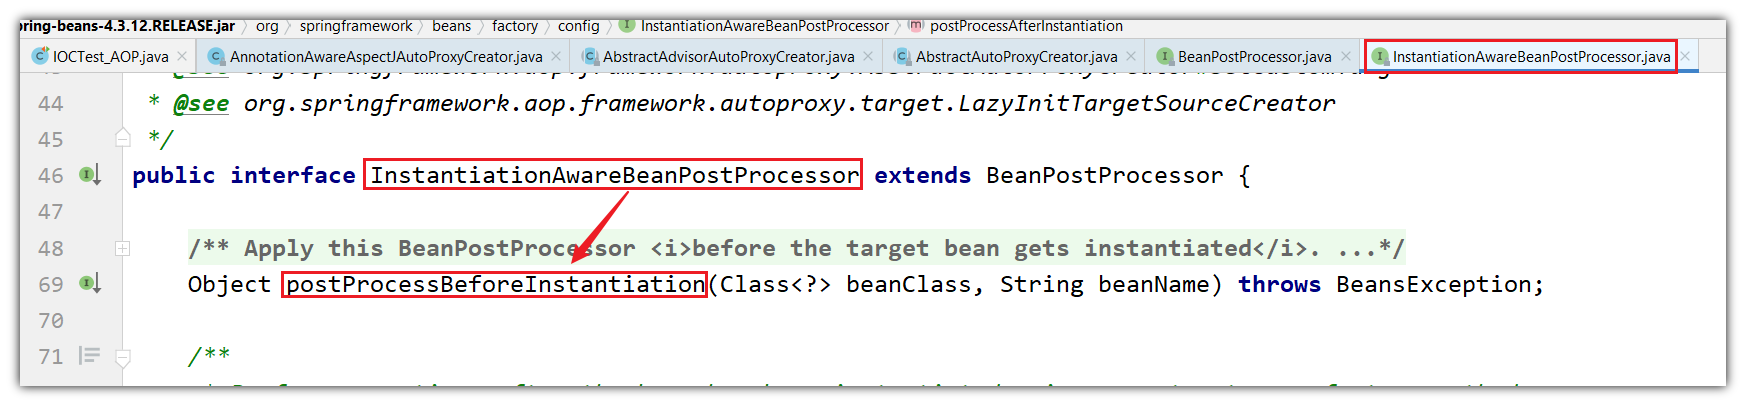 pring-beans-4.3.12.RELEASE.jar org springframework beans factory config InstantiationAwareBeanPostProcessor postProcessAfterInstantiation
IOCTest_AOP.java AnnotationAwareAspectJAutoProxyCreator.java AbstractAdvisorAutoProxyCreator.java AbstractAutoProxyCreator.java BeanPostProcessor.java InstantiationAwareBeanPostProcessor.java
44 * @see org.springframework.aop.framework.autoproxy.target.LazyInitTargetSourceCreator
45 */
46 public interface InstantiationAwareBeanPostProcessor extends BeanPostProcessor {
47
48 /** Apply this BeanPostProcessor <i>before the target bean gets instantiated</i>. ...*/
69 Object postProcessBeforeInstantiation(Class<?> beanClass, String beanName) throws BeansException;
70
71 /**